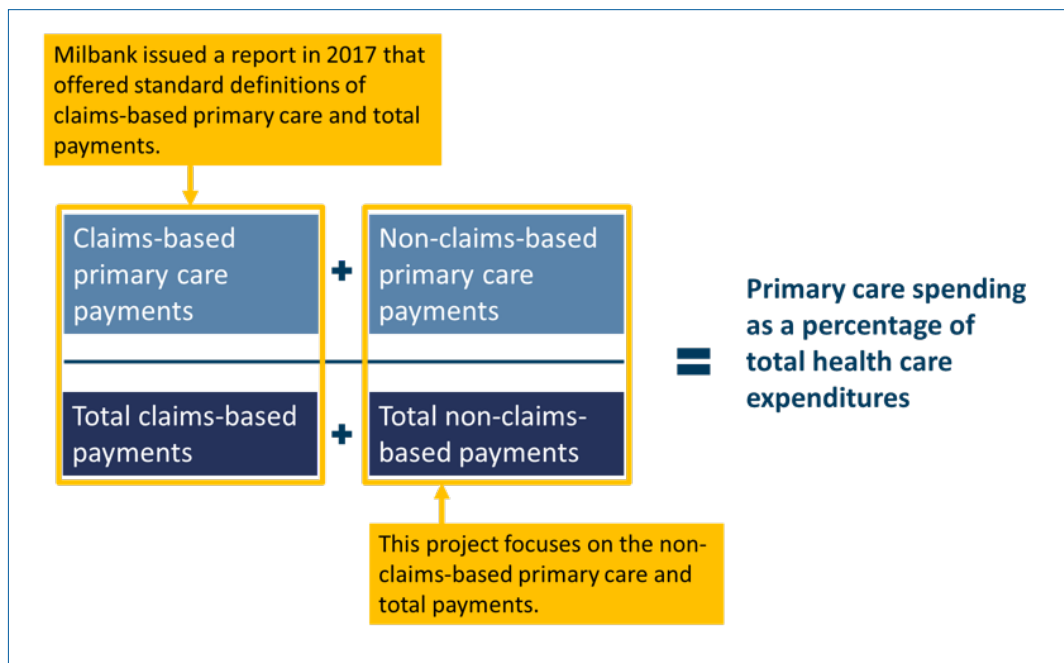 Milbank issued a report in 2017 that
offered standard definitions of
claims-based primary care and total
payments.
Claims-based
primary care
payments
+
Non-claims-based
primary care
payments
Total claims-based
payments
+
Total non-claims-
based payments
=
Primary care spending
as a percentage of
total health care
expenditures
This project focuses on the non-
claims-based primary care and
total payments.